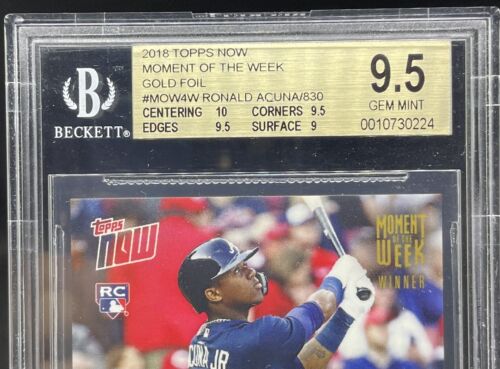 2018 TOPPS NOW
MOMENT OF THE WEEK
GOLD FOIL
#MOW4W RONALD ACUNA/830
CENTERING 10 CORNERS 9.5
EDGES 9.5 SURFACE 9
9.5
GEM MINT
0010730224
B
BECKETT®
Topps
NOW
RC
MOMENT
OF THE
WEEK
WINNER
CUNA JR